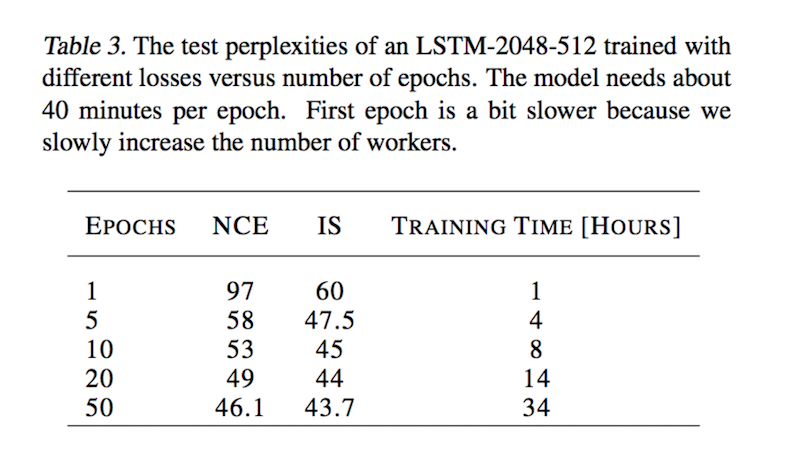 Table 3. The test perplexities of an LSTM-2048-512 trained with
different losses versus number of epochs. The model needs about
40 minutes per epoch. First epoch is a bit slower because we
slowly increase the number of workers.
EPOCHS NCE IS TRAINING TIME [HOURS]
1 97 60 1
5 58 47.5 4
10 53 45 8
20 49 44 14
50 46.1 43.7 34